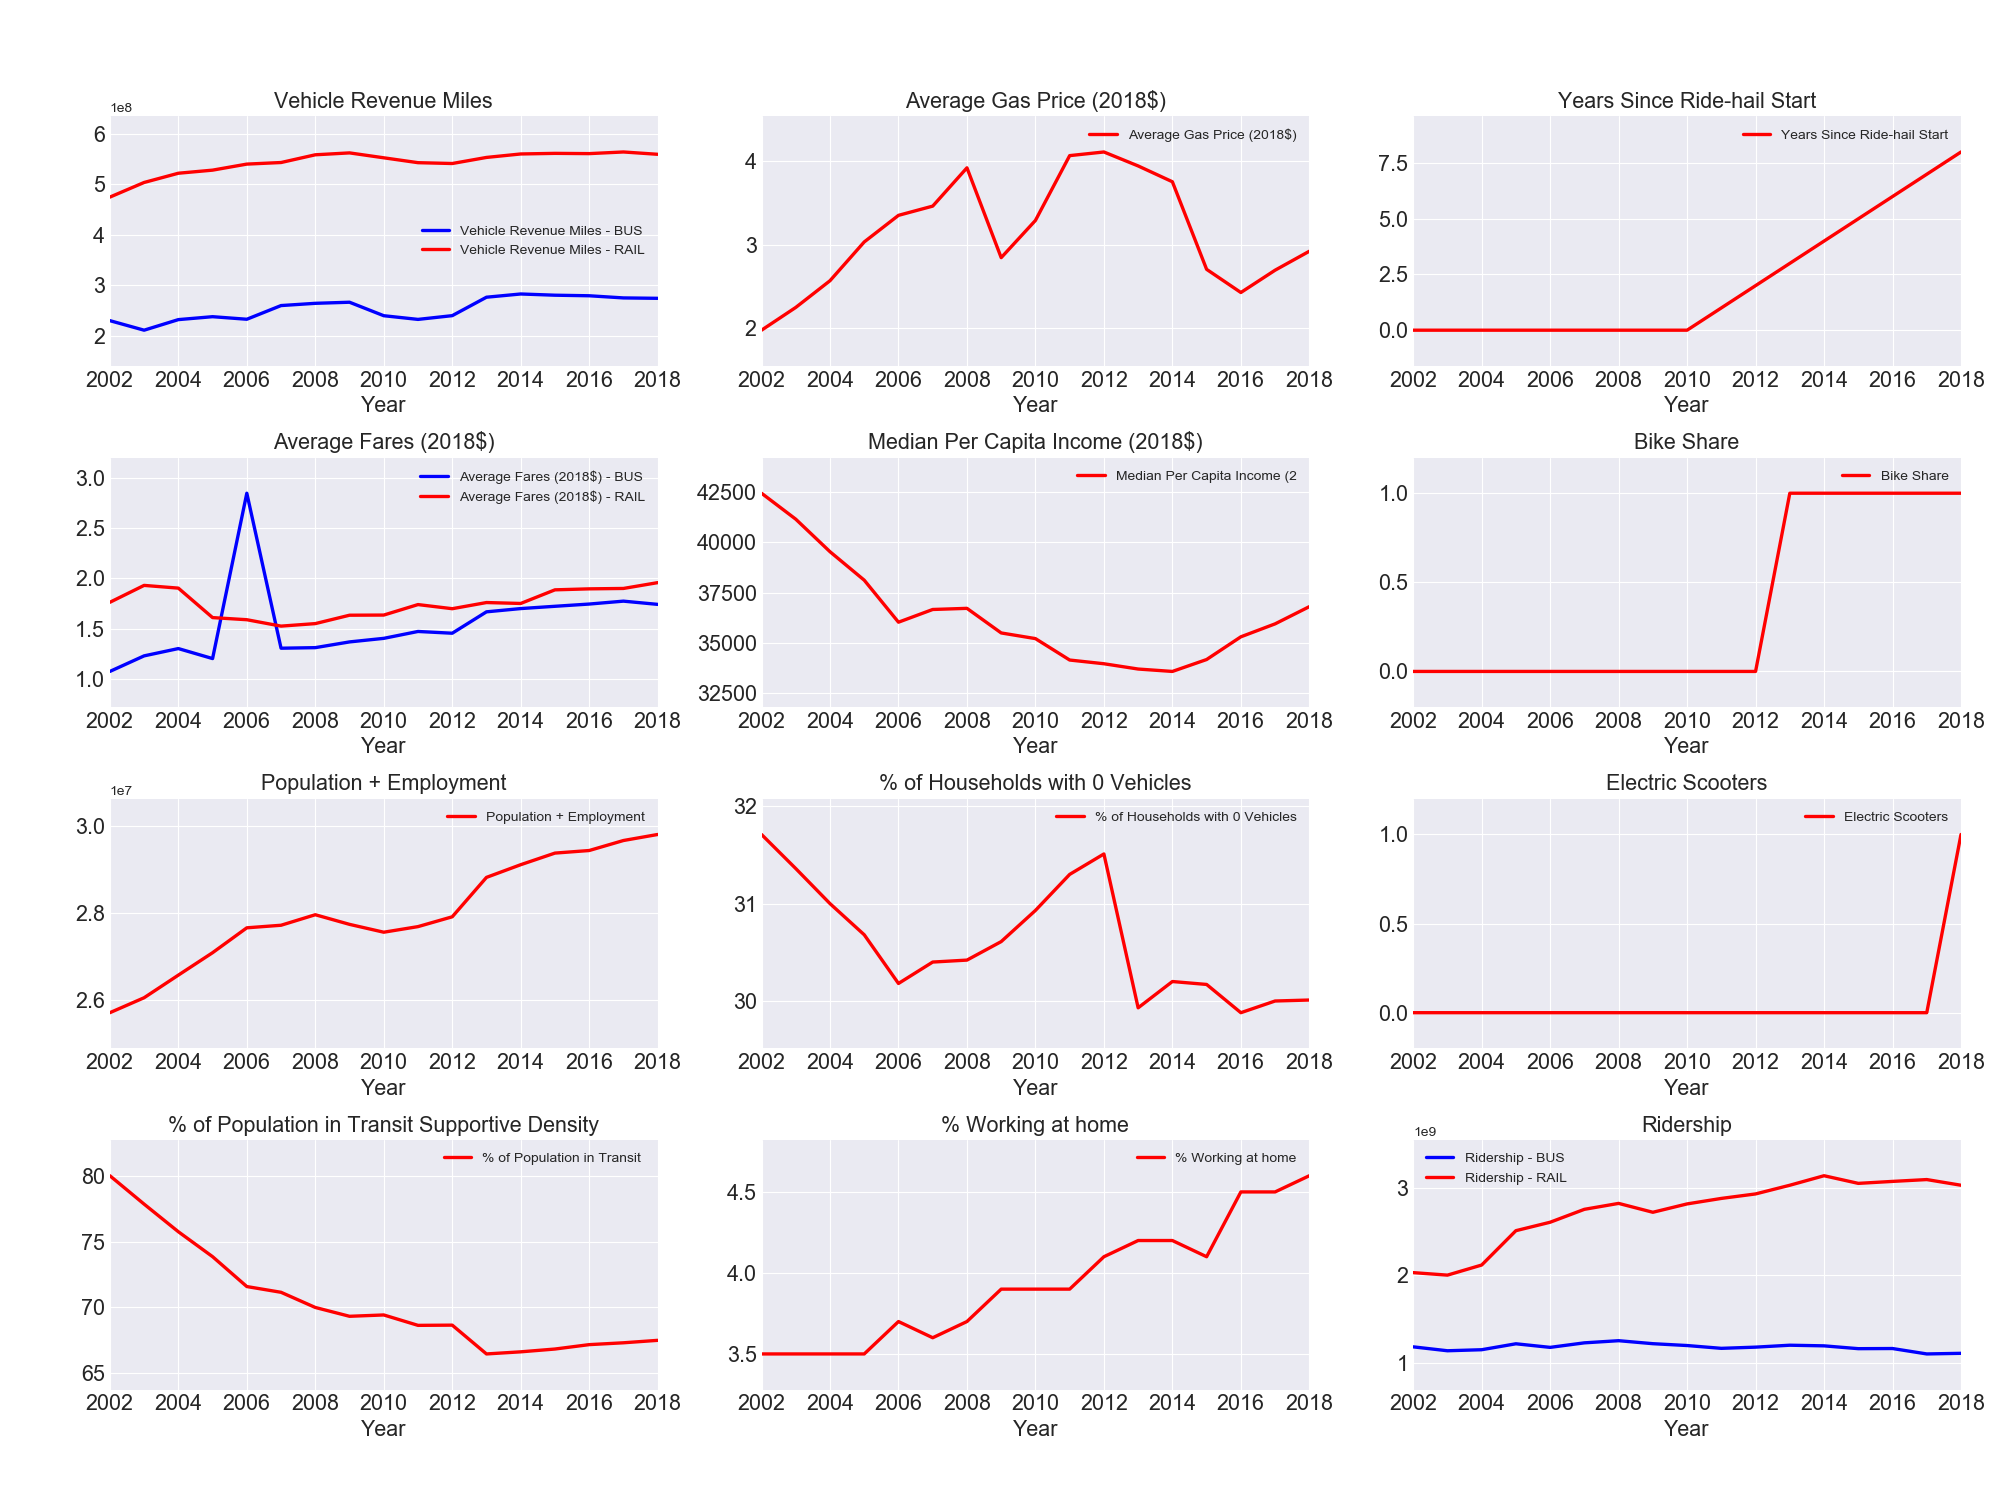 Vehicle Revenue Miles
1e8
6
5
4
3
2
Vehicle Revenue Miles - BUS
Vehicle Revenue Miles - RAIL
2002 2004 2006 2008 2010 2012 2014 2016 2018
Year
Average Gas Price (2018$)
Average Gas Price (2018$)
4
3
2
2002 2004 2006 2008 2010 2012 2014 2016 2018
Year
Years Since Ride-hail Start
Years Since Ride-hail Start
7.5
5.0
2.5
0.0
2002 2004 2006 2008 2010 2012 2014 2016 2018
Year
Average Fares (2018$)
3.0
2.5
2.0
1.5
1.0
Average Fares (2018$) - BUS
Average Fares (2018$) - RAIL
2002 2004 2006 2008 2010 2012 2014 2016 2018
Year
Median Per Capita Income (2018$)
Median Per Capita Income (2
42500
40000
37500
35000
32500
2002 2004 2006 2008 2010 2012 2014 2016 2018
Year
Bike Share
Bike Share
1.0
0.5
0.0
2002 2004 2006 2008 2010 2012 2014 2016 2018
Year
Population + Employment
1e7
Population + Employment
3.0
2.8
2.6
2002 2004 2006 2008 2010 2012 2014 2016 2018
Year
% of Households with 0 Vehicles
% of Households with 0 Vehicles
32
31
30
2002 2004 2006 2008 2010 2012 2014 2016 2018
Year
Electric Scooters
Electric Scooters
1.0
0.5
0.0
2002 2004 2006 2008 2010 2012 2014 2016 2018
Year
% of Population in Transit Supportive Density
% of Population in Transit
80
75
70
65
2002 2004 2006 2008 2010 2012 2014 2016 2018
Year
% Working at home
% Working at home
4.5
4.0
3.5
2002 2004 2006 2008 2010 2012 2014 2016 2018
Year
Ridership
1e9
Ridership - BUS
Ridership - RAIL
3
2
1
2002 2004 2006 2008 2010 2012 2014 2016 2018
Year